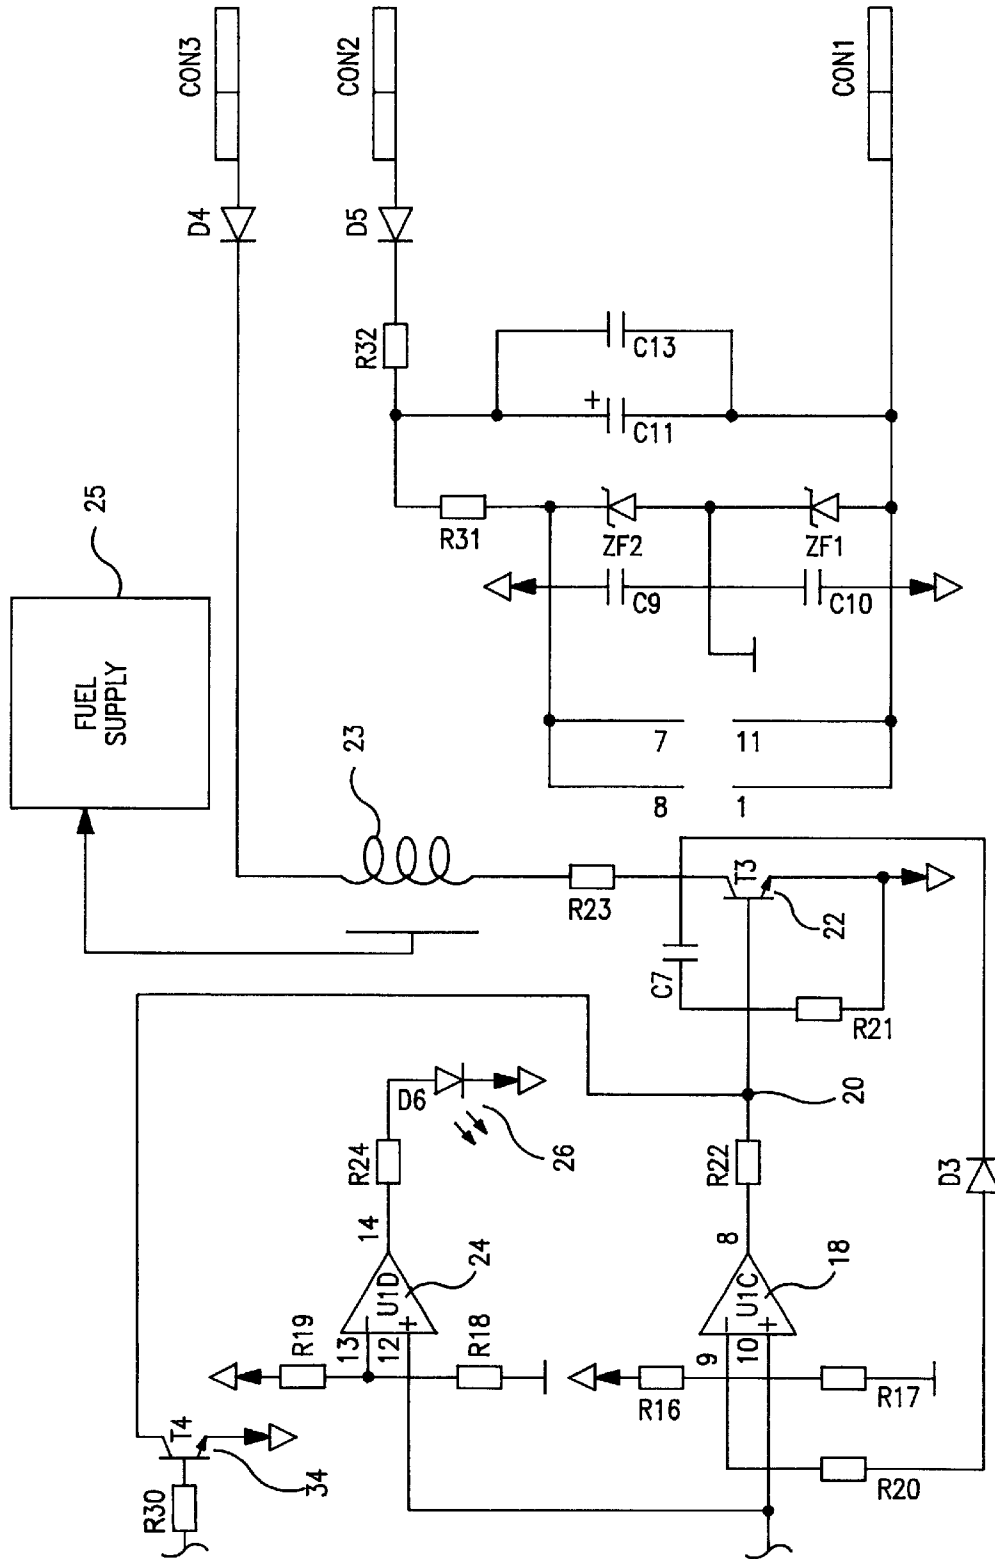 CON3
CON2
CON1
D4
D5
R32
C13
+
C11
25
R31
ZF2
ZF1
C9
C10
FUEL
SUPPLY
23
7
11
8
1
R23
T3
22
C7
R21
D6
20
26
R24
R22
D3
14
8
24
18
U1D
U1C
R19
13
12
R18
9
10
R16
R17
T4
34
R30
R20